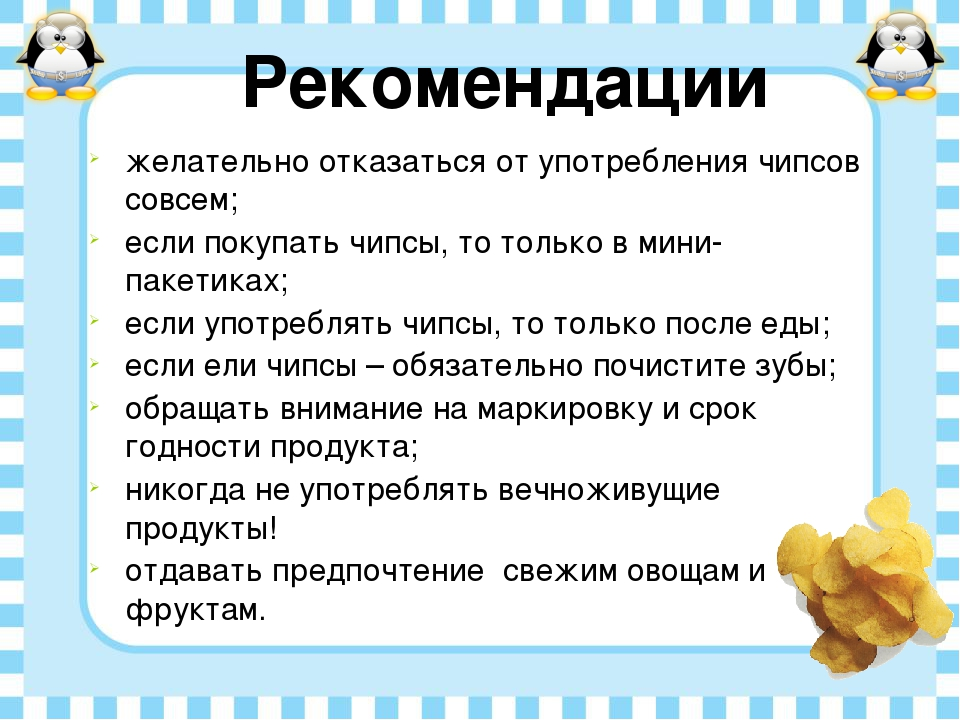 Рекомендации
желательно отказаться от употребления чипсов
совсем;
если покупать чипсы, то только в мини-
пакетиках;
если употреблять чипсы, то только после еды;
если ели чипсы – обязательно почистите зубы;
обращать внимание на маркировку и срок
годности продукта;
никогда не употреблять вечноживущие
продукты!
отдавать предпочтение  свежим овощам и
фруктам.